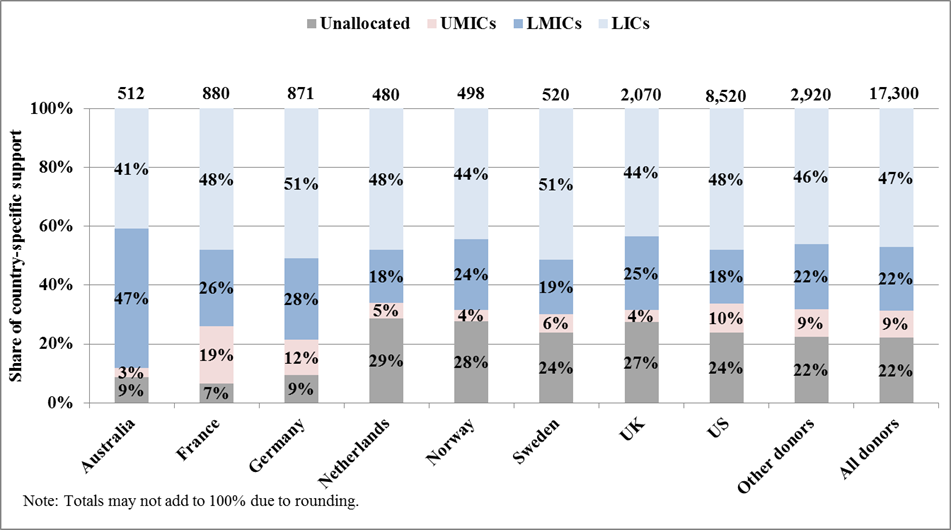 Unallocated UMICs LMICs LICs
512 880 871 480 498 520 2,070 8,520 2,920 17,300
100%
41% 48% 51% 48% 44% 51% 44% 48% 46% 47%
80%
60%
47% 26% 28% 18% 24% 19% 25% 18% 22% 22%
40%
3% 19% 12% 5% 4% 6% 4% 10% 9% 9%
20%
9% 7% 9% 29% 28% 24% 27% 24% 22% 22%
0%
Share of country-specific support
Australia France Germany Netherlands Norway Sweden UK US Other donors All donors
Note: Totals may not add to 100% due to rounding.